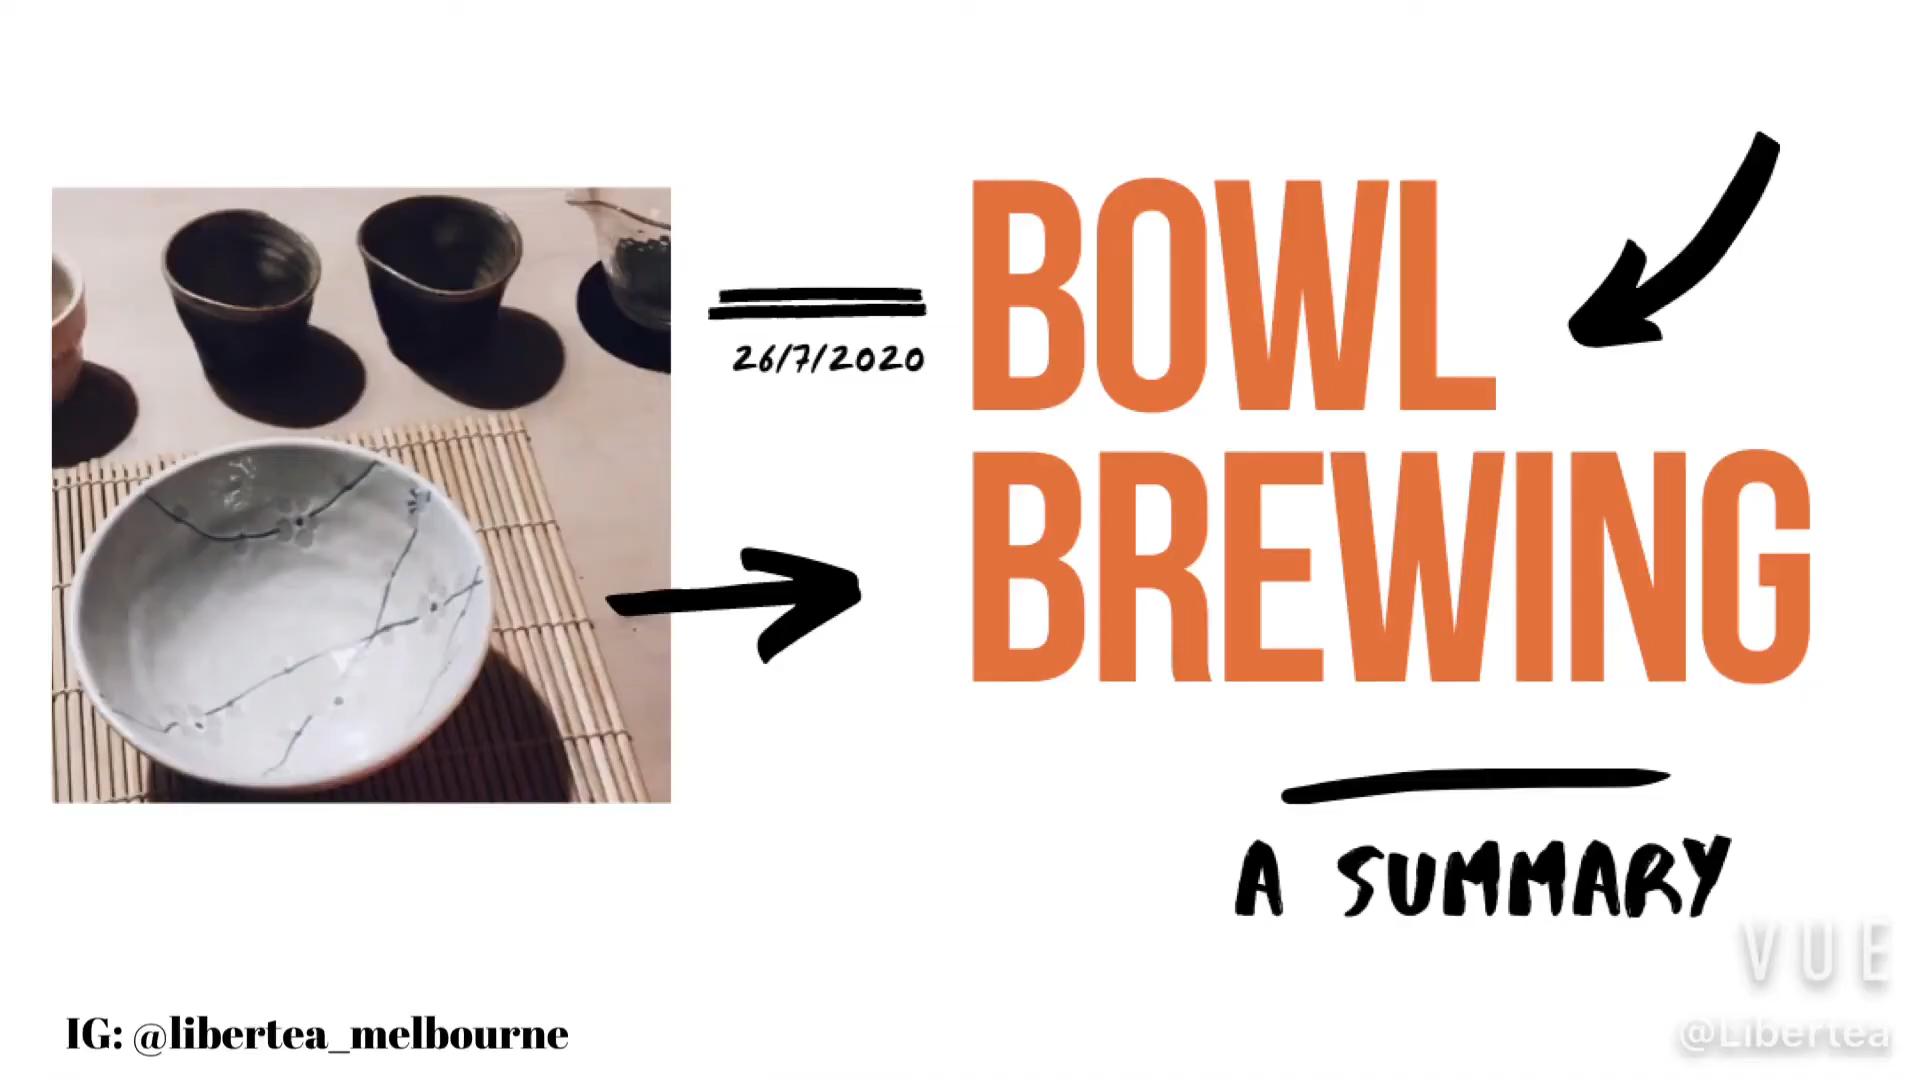 BOWL
26/7/2020
BREWING
A SUMMARY
VUE
IG: @libertea_melbourne
@Libertea